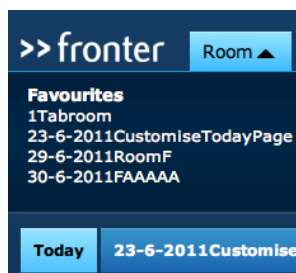 >> fronter Room ▲
Favourites
1Tabroom
23-6-2011CustomiseTodayPage
29-6-2011RoomF
30-6-2011FAAAAA
Today 23-6-2011Customise